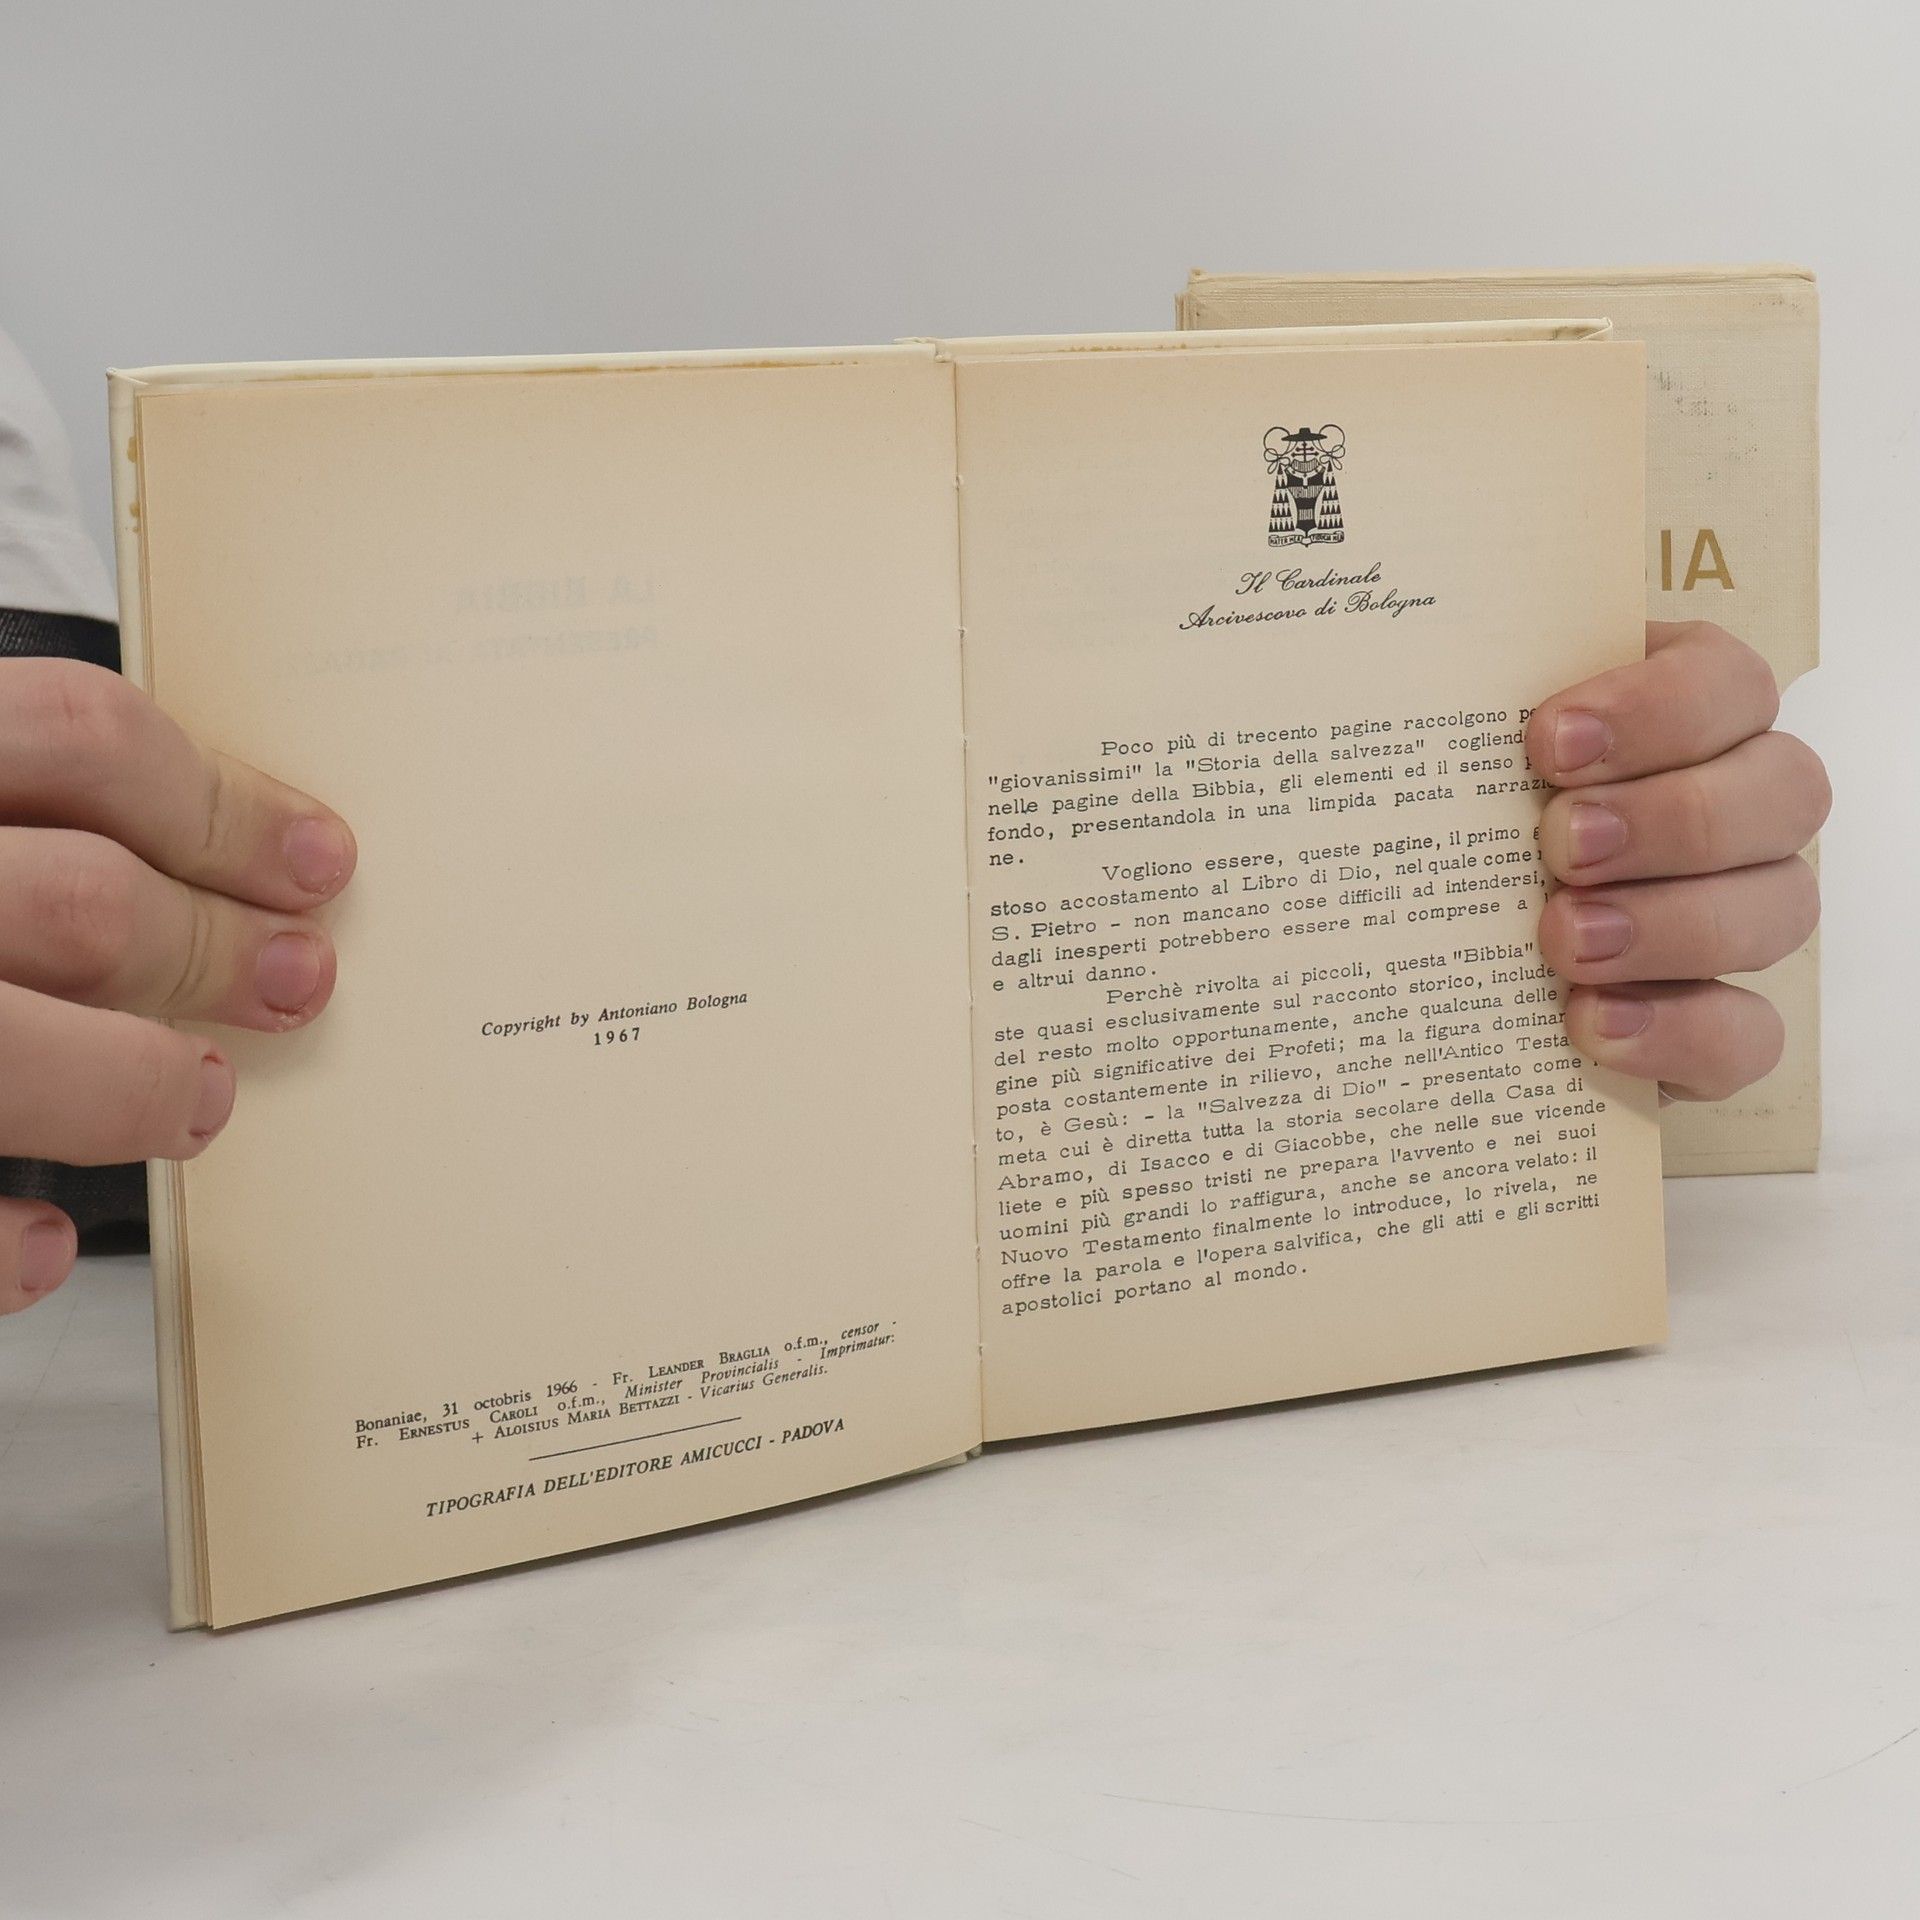 Copyright by Antoniano Bologna
1967
Bonaniae, 31 octobris 1966 - Fr. LEANDER BRAGLIA o.f.m., censor -
Fr. ERNESTUS CAROLI o.f.m., Minister Provincialis - Imprimatur:
+ ALOISIUS MARIA BETTAZZI - Vicarius Generalis.
TIPOGRAFIA DELL'EDITORE AMICUCCI - PADOVA
Il Cardinale
Arcivescovo di Bologna
Poco più di trecento pagine raccolgono
"giovanissimi" la "Storia della salvezza"
nelle pagine della Bibbia, gli elementi ed il senso
fondo, presentandola in una limpida pacata
ne.
Vogliono essere, queste pagine, il primo
stoso accostamento al Libro di Dio, nel quale come
S. Pietro - non mancano cose difficili ad intendersi,
dagli inesperti potrebbero essere mal comprese a
e altrui danno.
Perchè rivolta ai piccoli, questa "Bibbia"
ste quasi esclusivamente sul racconto storico, include
del resto molto opportunamente, anche qualcuna delle
gine più significative dei Profeti; ma la figura
posta costantemente in rilievo, anche nell'Antico
to, è Gesù: - la "Salvezza di Dio" - presentato come
meta cui è diretta tutta la storia secolare della Casa di
Abramo, di Isacco e di Giacobbe, che nelle sue vicende
liete e più spesso tristi ne prepara l'avvento e nei suoi
uomini più grandi lo raffigura, anche se ancora velato: il
Nuovo Testamento finalmente lo introduce, lo rivela, ne
offre la parola e l'opera salvifica, che gli atti e gli scritti
apostolici portano al mondo.
IA